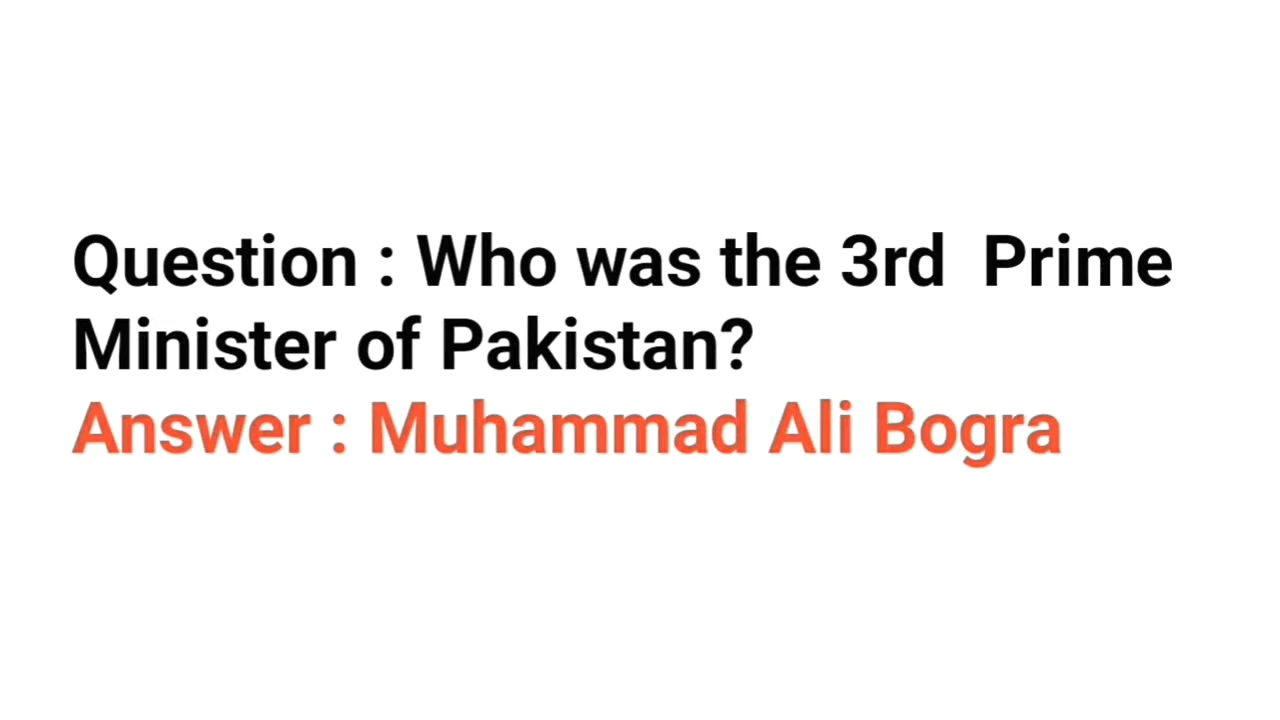 Question : Who was the 3rd  Prime
Minister of Pakistan?
Answer : Muhammad Ali Bogra